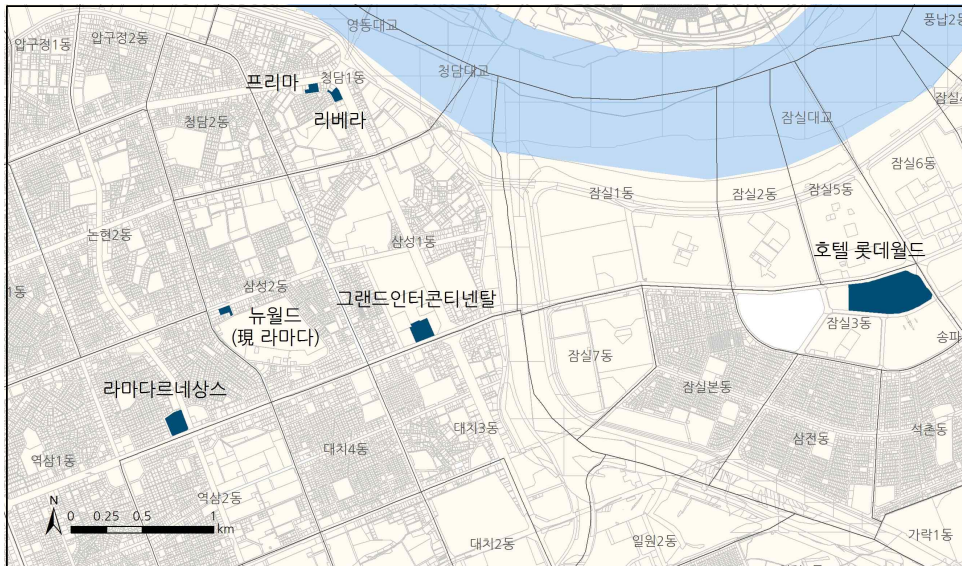 압구정1동
압구정2동
영동대교
풍납2동
프리마
청담1동
청담대교
리베라
청담2동
잠실대교
잠실6동
잠실1동
잠실2동
잠실5동
논현2동
삼성1동
호텔 롯데월드
삼성2동
그랜드인터콘티넨탈
뉴월드
(現 라마다)
잠실3동
잠실7동
라마다르네상스
잠실본동
대치3동
삼전동
석촌동
대치4동
역삼1동
역삼2동
N
0 0.25 0.5 1
km
대치2동
일원2동
가락1동